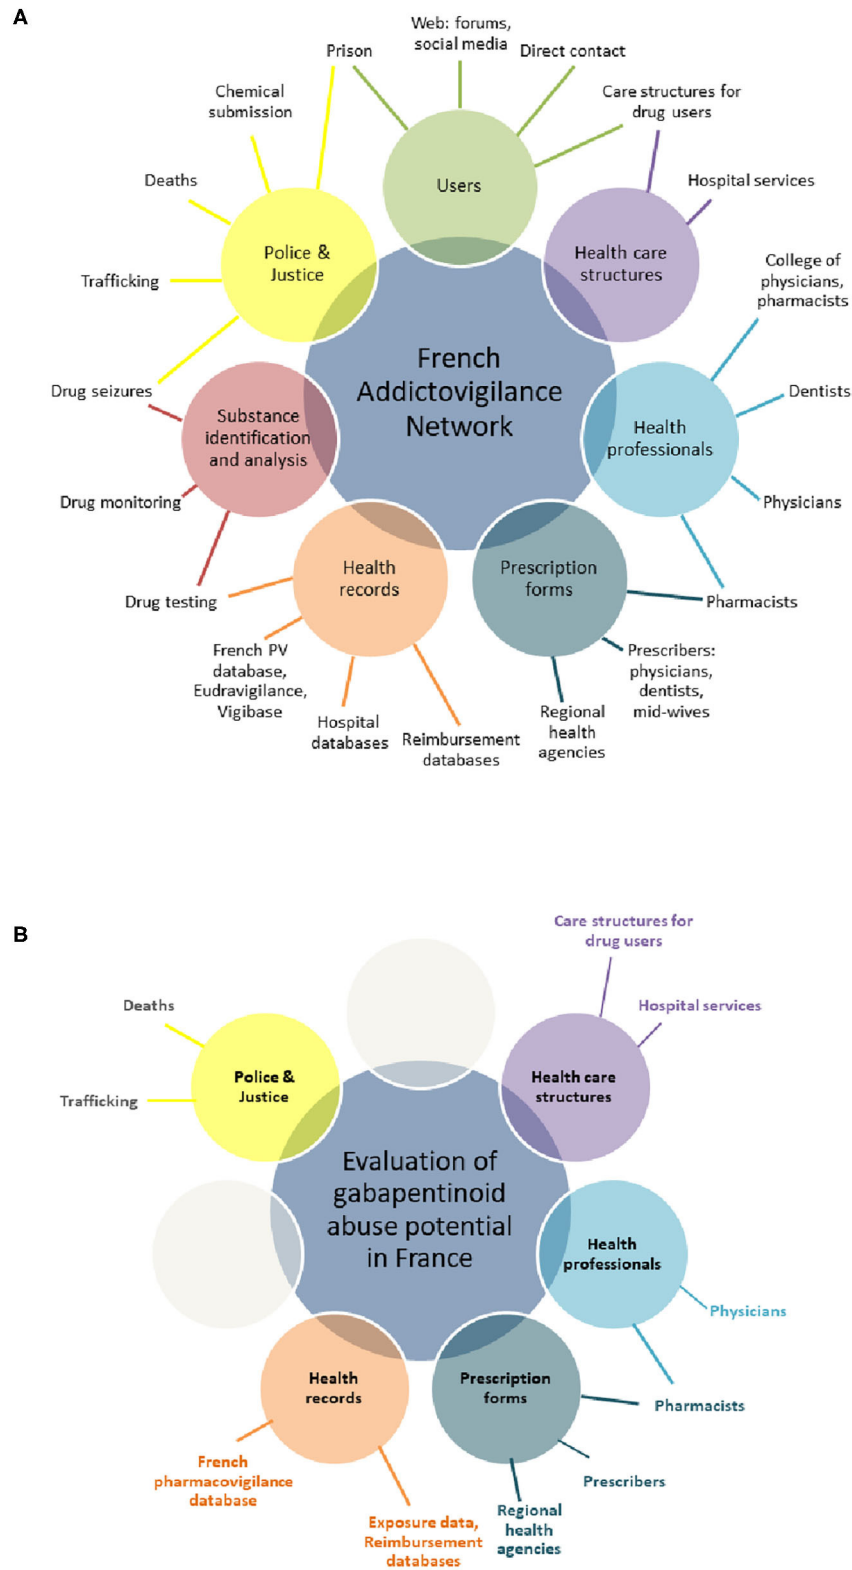 A
Web: forums,
social media
Prison
Direct contact
Chemical
submission
Care structures for
drug users
Deaths
Users
Hospital services
Police &
Justice
Health care
structures
College of
physicians,
pharmacists
Trafficking
French
Addictovigilance
Network
Drug seizures
Dentists
Substance
identification
and analysis
Health
professionals
Drug monitoring
Physicians
Health
records
Prescription
forms
Drug testing
Pharmacists
French PV
database,
Eudravigilance,
Vigibase
Prescribers:
physicians,
dentists,
mid-wives
Hospital
databases
Reimbursement
databases
Regional
health
agencies
B
Care structures for
drug users
Deaths
Hospital services
Police &
Justice
Health care
structures
Trafficking
Evaluation of
gabapentinoid
abuse potential
in France
Health
professionals
Physicians
Health
records
Prescription
forms
Pharmacists
French
pharmacovigilance
database
Prescribers
Exposure data,
Reimbursement
databases
Regional
health
agencies